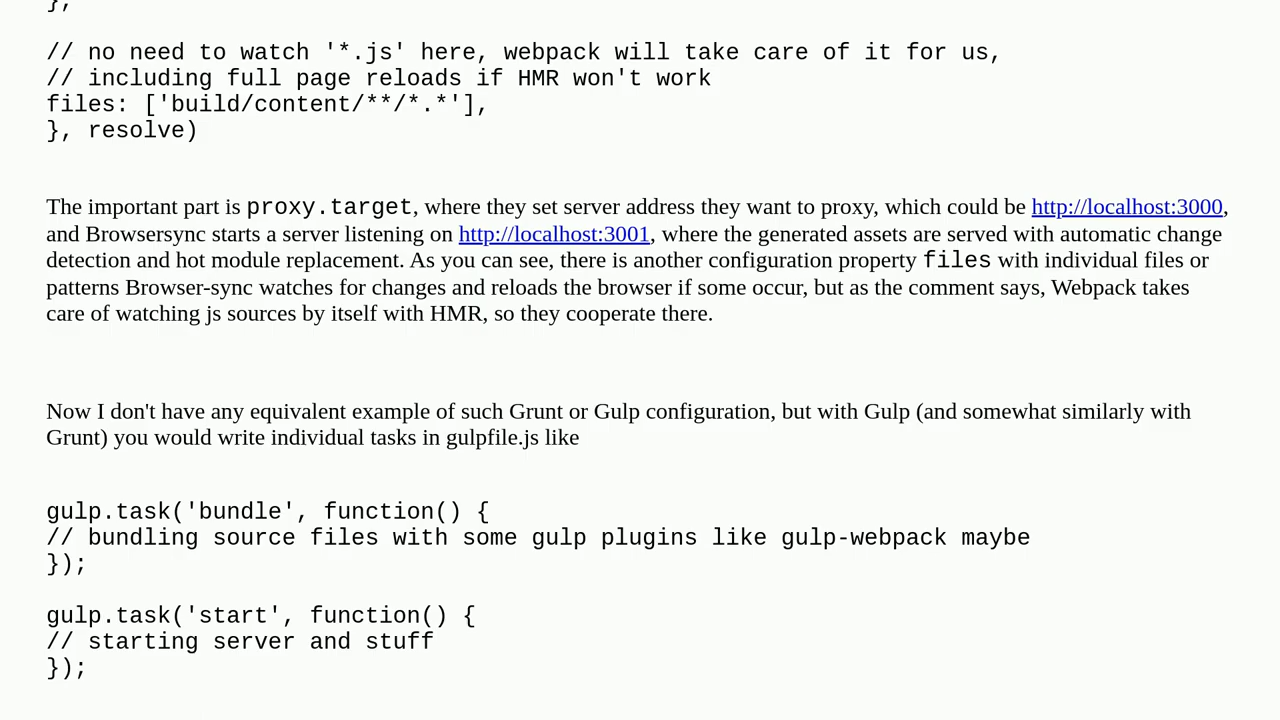 },
// no need to watch '*.js' here, webpack will take care of it for us,
// including full page reloads if HMR won't work
files: ['build/content/**/*.*'],
}, resolve)
The important part is proxy.target, where they set server address they want to proxy, which could be http://localhost:3000,
and Browsersync starts a server listening on http://localhost:3001, where the generated assets are served with automatic change
detection and hot module replacement. As you can see, there is another configuration property files with individual files or
patterns Browser-sync watches for changes and reloads the browser if some occur, but as the comment says, Webpack takes
care of watching js sources by itself with HMR, so they cooperate there.
Now I don't have any equivalent example of such Grunt or Gulp configuration, but with Gulp (and somewhat similarly with
Grunt) you would write individual tasks in gulpfile.js like
gulp.task('bundle', function() {
// bundling source files with some gulp plugins like gulp-webpack maybe
});
gulp.task('start', function() {
// starting server and stuff
});